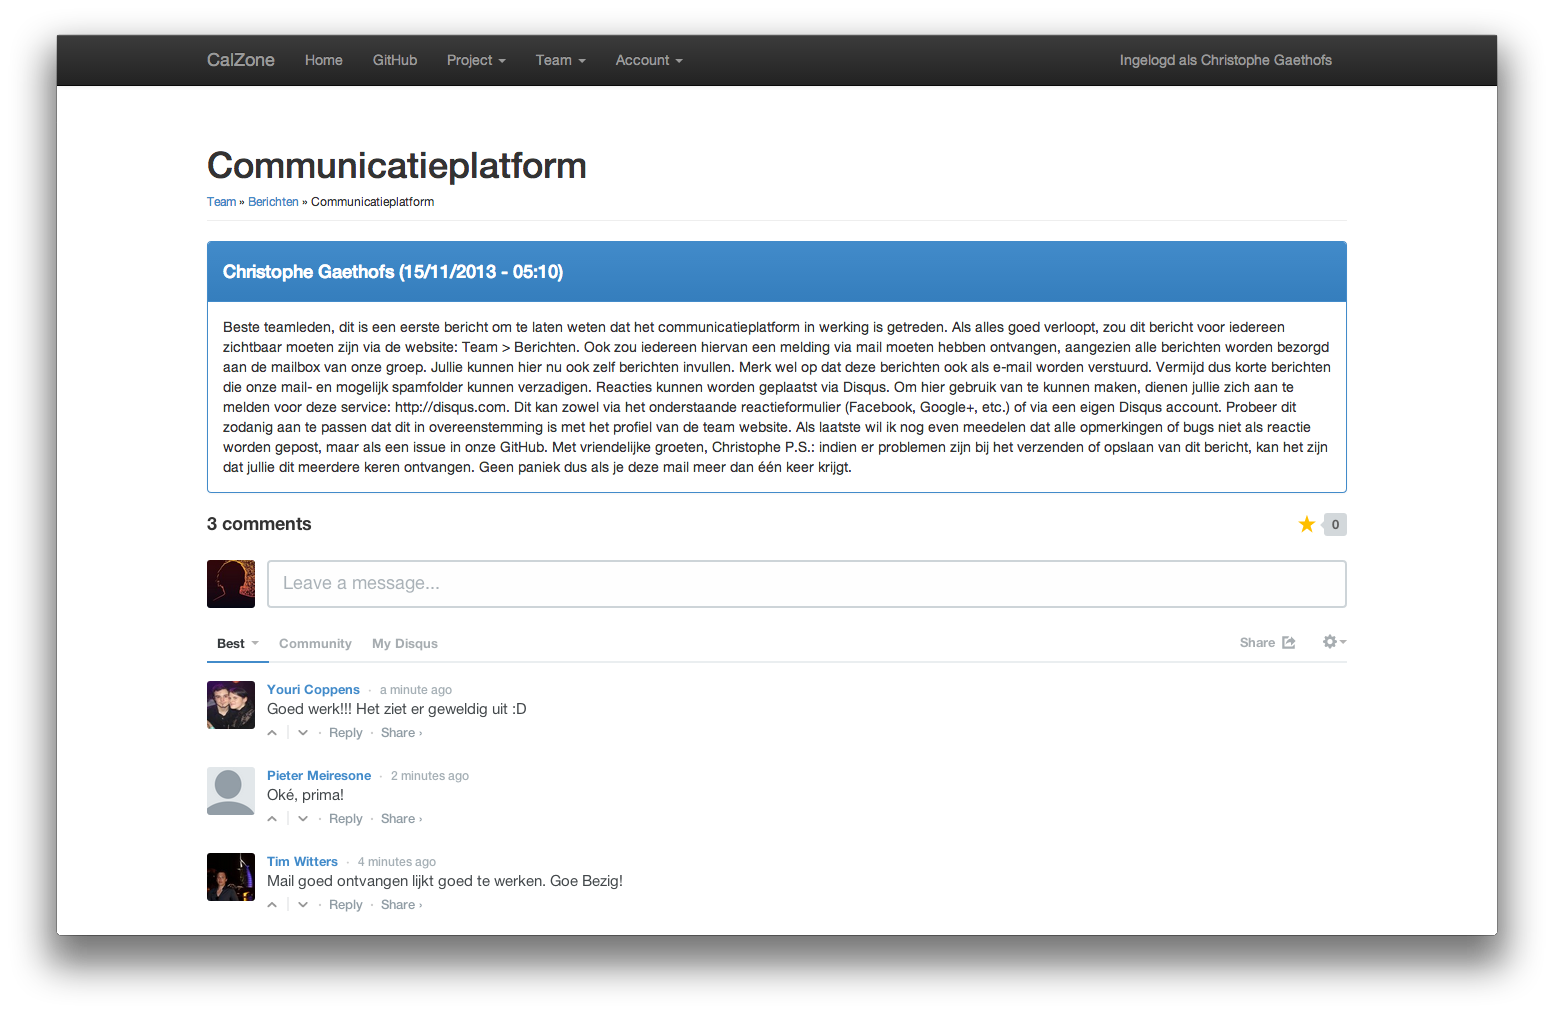 CalZone Home GitHub Project Team Account Ingelogd als Christophe Gaethofs
Communicatieplatform
Team » Berichten » Communicatieplatform
Christophe Gaethofs (15/11/2013 - 05:10)
Beste teamleden, dit is een eerste bericht om te laten weten dat het communicatieplatform in werking is getreden. Als alles goed verloopt, zou dit bericht voor iedereen
zichtbaar moeten zijn via de website: Team > Berichten. Ook zou iedereen hiervan een melding via mail moeten hebben ontvangen, aangezien alle berichten worden bezorgd
aan de mailbox van onze groep. Jullie kunnen hier nu ook zelf berichten invullen. Merk wel op dat deze berichten ook als e-mail worden verstuurd. Vermijd dus korte berichten
die onze mail- en mogelijk spamfolder kunnen verzadigen. Reacties kunnen worden geplaatst via Disqus. Om hier gebruik van te kunnen maken, dienen jullie zich aan te
melden voor deze service: http://disqus.com. Dit kan zowel via het onderstaande reactieformulier (Facebook, Google+, etc.) of via een eigen Disqus account. Probeer dit
zodanig aan te passen dat dit in overeenstemming is met het profiel van de team website. Als laatste wil ik nog even meedelen dat alle opmerkingen of bugs niet als reactie
worden gepost, maar als een issue in onze GitHub. Met vriendelijke groeten, Christophe P.S.: indien er problemen zijn bij het verzenden of opslaan van dit bericht, kan het zijn
dat jullie dit meerdere keren ontvangen. Geen paniek dus als je deze mail meer dan één keer krijgt.
3 comments 0
Leave a message...
Best Community My Disqus Share
Youri Coppens · a minute ago
Goed werk!!! Het ziet er geweldig uit :D
· Reply · Share ›
Pieter Meiresone · 2 minutes ago
Oké, prima!
· Reply · Share ›
Tim Witters · 4 minutes ago
Mail goed ontvangen lijkt goed te werken. Goe Bezig!
· Reply · Share ›